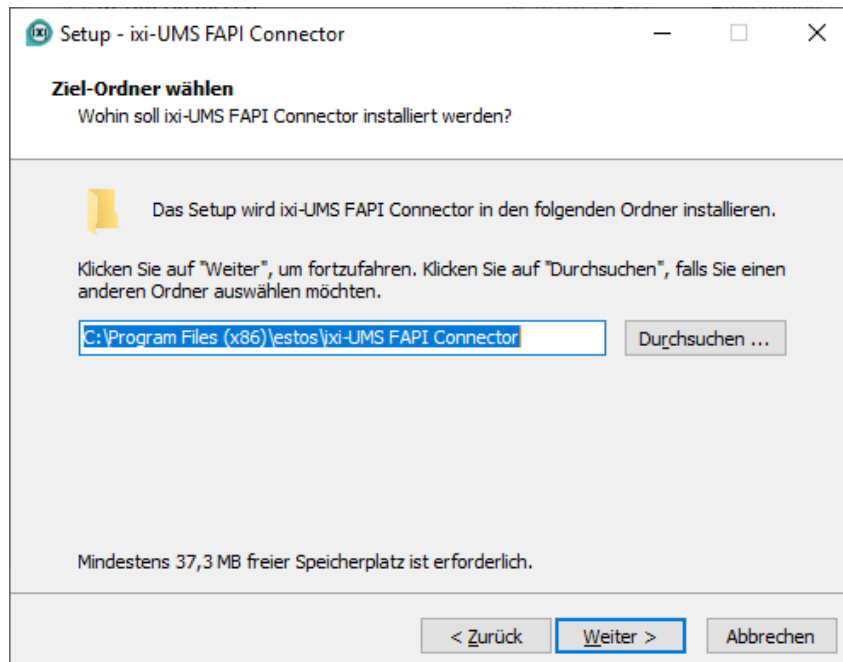 ixi
Setup - ixi-UMS FAPI Connector
Ziel-Ordner wählen
Wohin soll ixi-UMS FAPI Connector installiert werden?
Das Setup wird ixi-UMS FAPI Connector in den folgenden Ordner installieren.
Klicken Sie auf "Weiter", um fortzufahren. Klicken Sie auf "Durchsuchen", falls Sie einen
anderen Ordner auswählen möchten.
C:\Program Files (x86)\estos\ixi-UMS FAPI Connector
Durchsuchen ...
Mindestens 37,3 MB freier Speicherplatz ist erforderlich.
< Zurück
Weiter >
Abbrechen